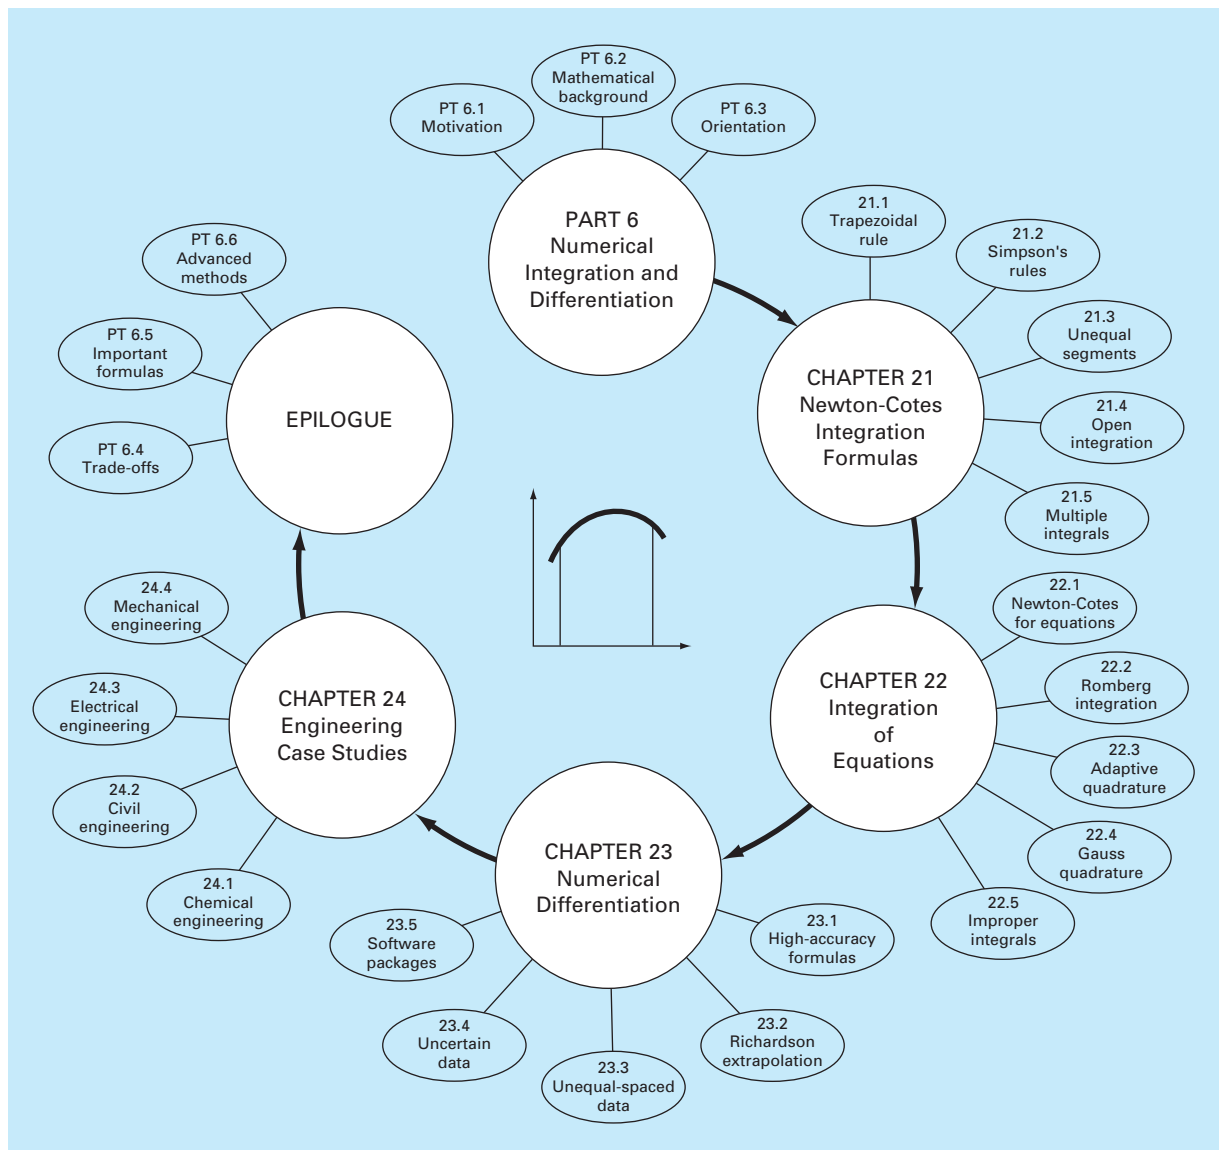 PT 6.1
Motivation
PT 6.2
Mathematical
background
PT 6.3
Orientation
PART 6
Numerical
Integration and
Differentiation
21.1
Trapezoidal
rule
21.2
Simpson's
rules
21.3
Unequal
segments
21.4
Open
integration
21.5
Multiple
integrals
CHAPTER 21
Newton-Cotes
Integration
Formulas
22.1
Newton-Cotes
for equations
22.2
Romberg
integration
22.3
Adaptive
quadrature
22.4
Gauss
quadrature
22.5
Improper
integrals
CHAPTER 22
Integration
of
Equations
CHAPTER 23
Numerical
Differentiation
23.1
High-accuracy
formulas
23.2
Richardson
extrapolation
23.3
Unequal-spaced
data
23.4
Uncertain
data
23.5
Software
packages
CHAPTER 24
Engineering
Case Studies
24.1
Chemical
engineering
24.2
Civil
engineering
24.3
Electrical
engineering
24.4
Mechanical
engineering
EPILOGUE
PT 6.4
Trade-offs
PT 6.5
Important
formulas
PT 6.6
Advanced
methods